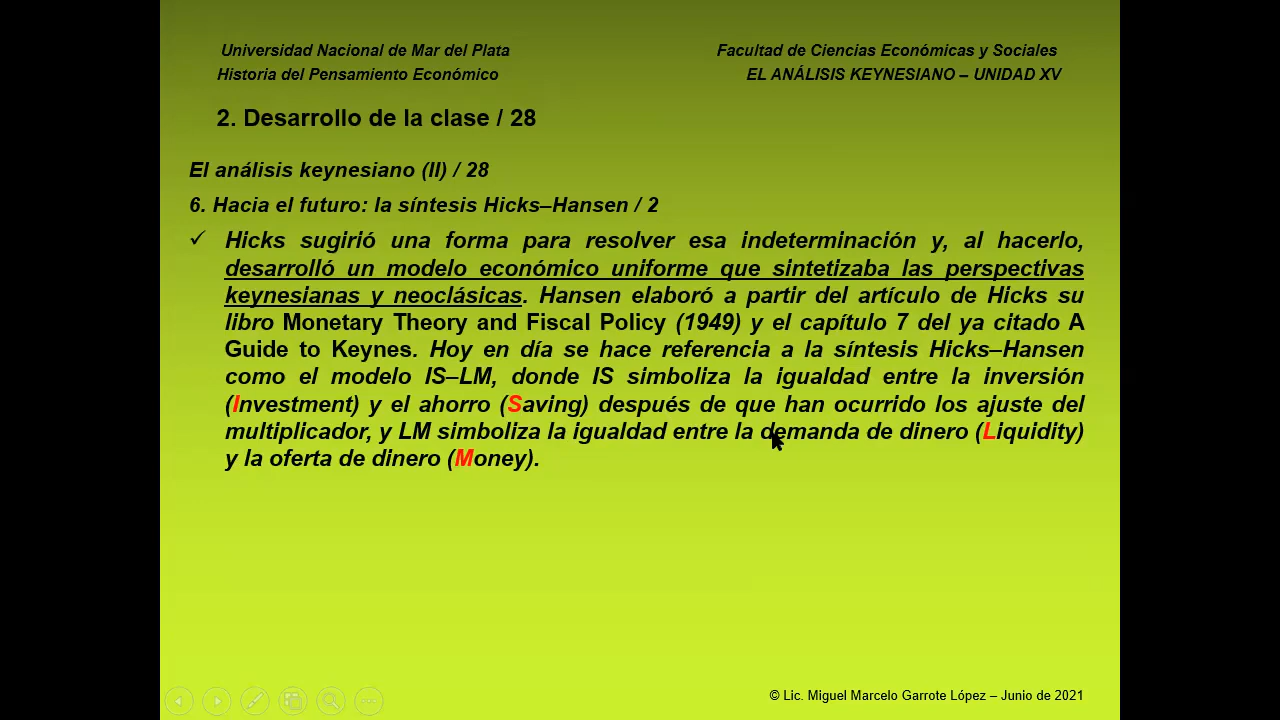 Universidad Nacional de Mar del Plata
Facultad de Ciencias Económicas y Sociales
Historia del Pensamiento Económico
EL ANÁLISIS KEYNESIANO – UNIDAD XV
2. Desarrollo de la clase / 28
El análisis keynesiano (II) / 28
6. Hacia el futuro: la síntesis Hicks–Hansen / 2
✓ Hicks sugirió una forma para resolver esa indeterminación y, al hacerlo,
desarrolló un modelo económico uniforme que sintetizaba las perspectivas
keynesianas y neoclásicas. Hansen elaboró a partir del artículo de Hicks su
libro Monetary Theory and Fiscal Policy (1949) y el capítulo 7 del ya citado A
Guide to Keynes. Hoy en día se hace referencia a la síntesis Hicks–Hansen
como el modelo IS–LM, donde IS simboliza la igualdad entre la inversión
(Investment) y el ahorro (Saving) después de que han ocurrido los ajuste del
multiplicador, y LM simboliza la igualdad entre la demanda de dinero (Liquidity)
y la oferta de dinero (Money).
© Lic. Miguel Marcelo Garrote López – Junio de 2021